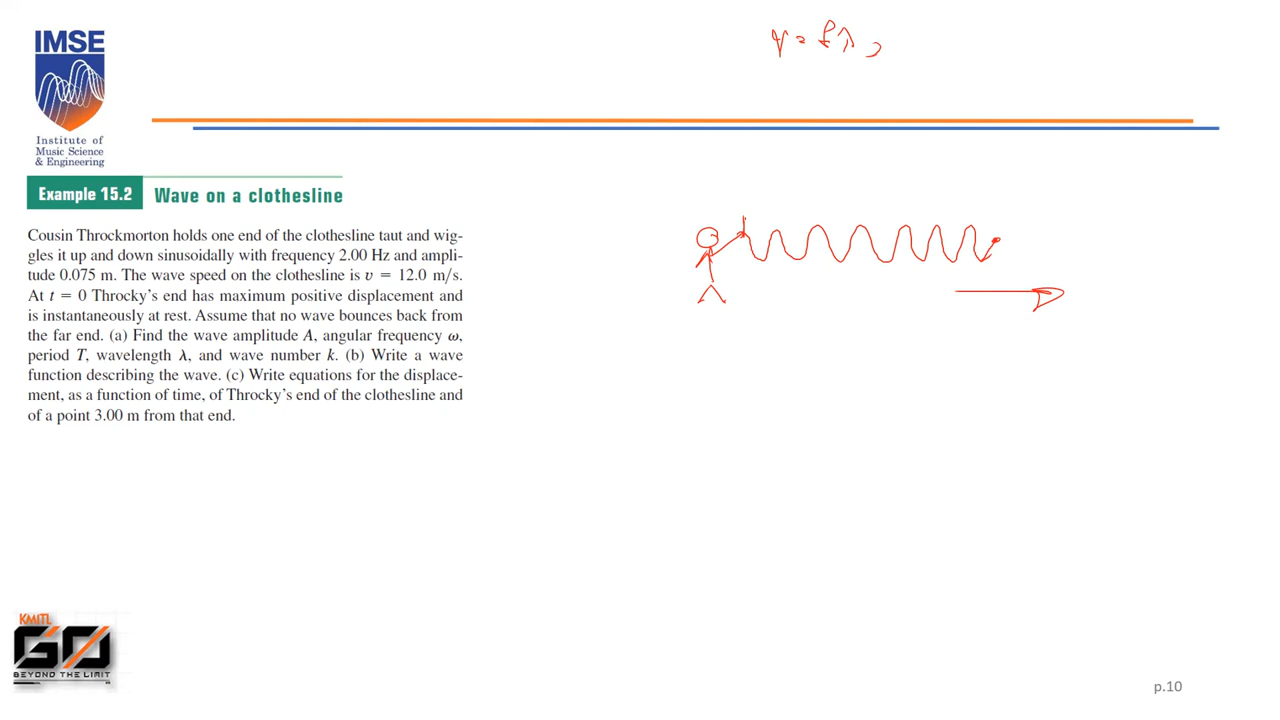 v = fλ,
IMSE
Institute of
Music Science
& Engineering
Example 15.2 Wave on a clothesline
Cousin Throckmorton holds one end of the clothesline taut and wig-
gles it up and down sinusoidally with frequency 2.00 Hz and ampli-
tude 0.075 m. The wave speed on the clothesline is v = 12.0 m/s.
At t = 0 Throcky's end has maximum positive displacement and
is instantaneously at rest. Assume that no wave bounces back from
the far end. (a) Find the wave amplitude A, angular frequency ω,
period T, wavelength λ, and wave number k. (b) Write a wave
function describing the wave. (c) Write equations for the displace-
ment, as a function of time, of Throcky's end of the clothesline and
of a point 3.00 m from that end.
KMITL
GO
BEYOND THE LIMIT
p.10